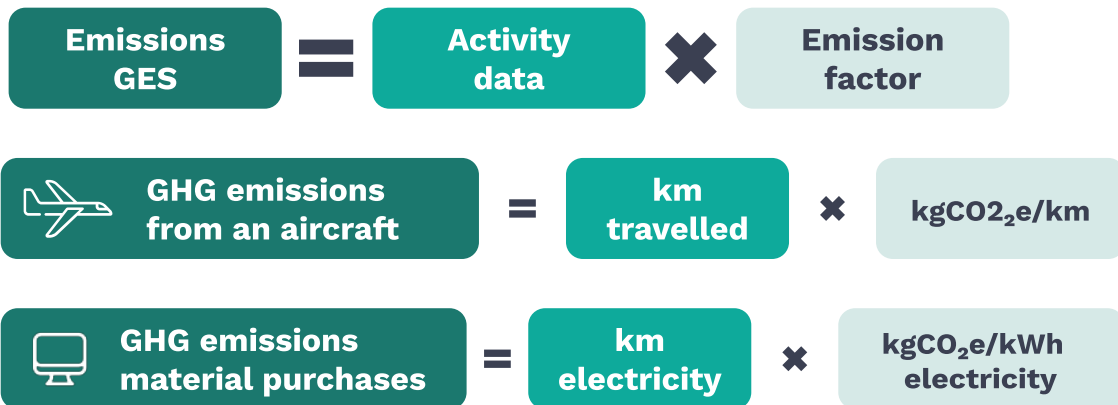 Emissions
GES
=
Activity
data
✖
Emission
factor
GHG emissions
from an aircraft
=
km
travelled
✖
kgCO2₂e/km
GHG emissions
material purchases
=
km
electricity
✖
kgCO₂e/kWh
electricity